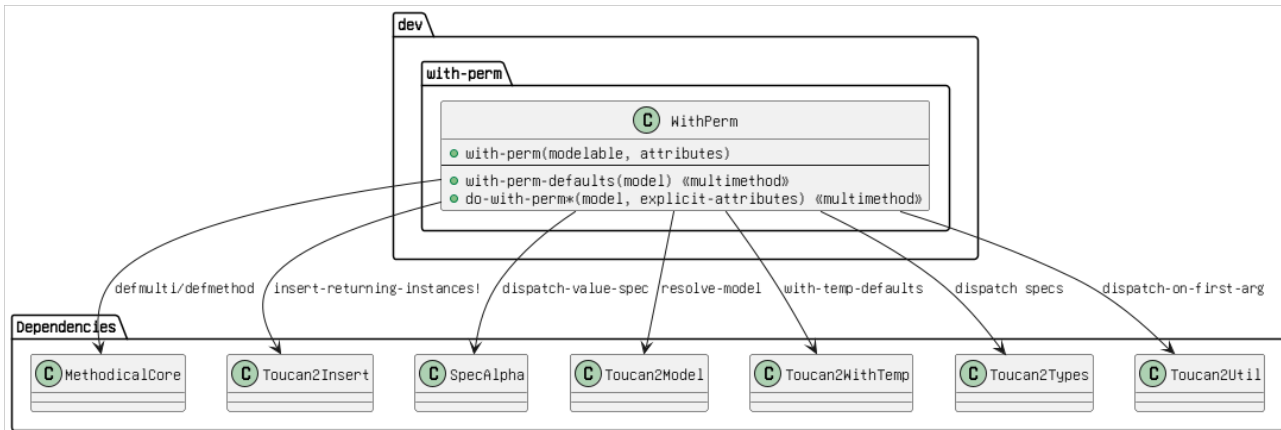 dev
with-perm
C WithPerm
with-perm(modelable, attributes)
with-perm-defaults(model) «multimethod»
do-with-perm*(model, explicit-attributes) «multimethod»
defmulti/defmethod
insert-returning-instances!
dispatch-value-spec
resolve-model
with-temp-defaults
dispatch specs
dispatch-on-first-arg
Dependencies
C MethodicalCore
C Toucan2Insert
C SpecAlpha
C Toucan2Model
C Toucan2WithTemp
C Toucan2Types
C Toucan2Util